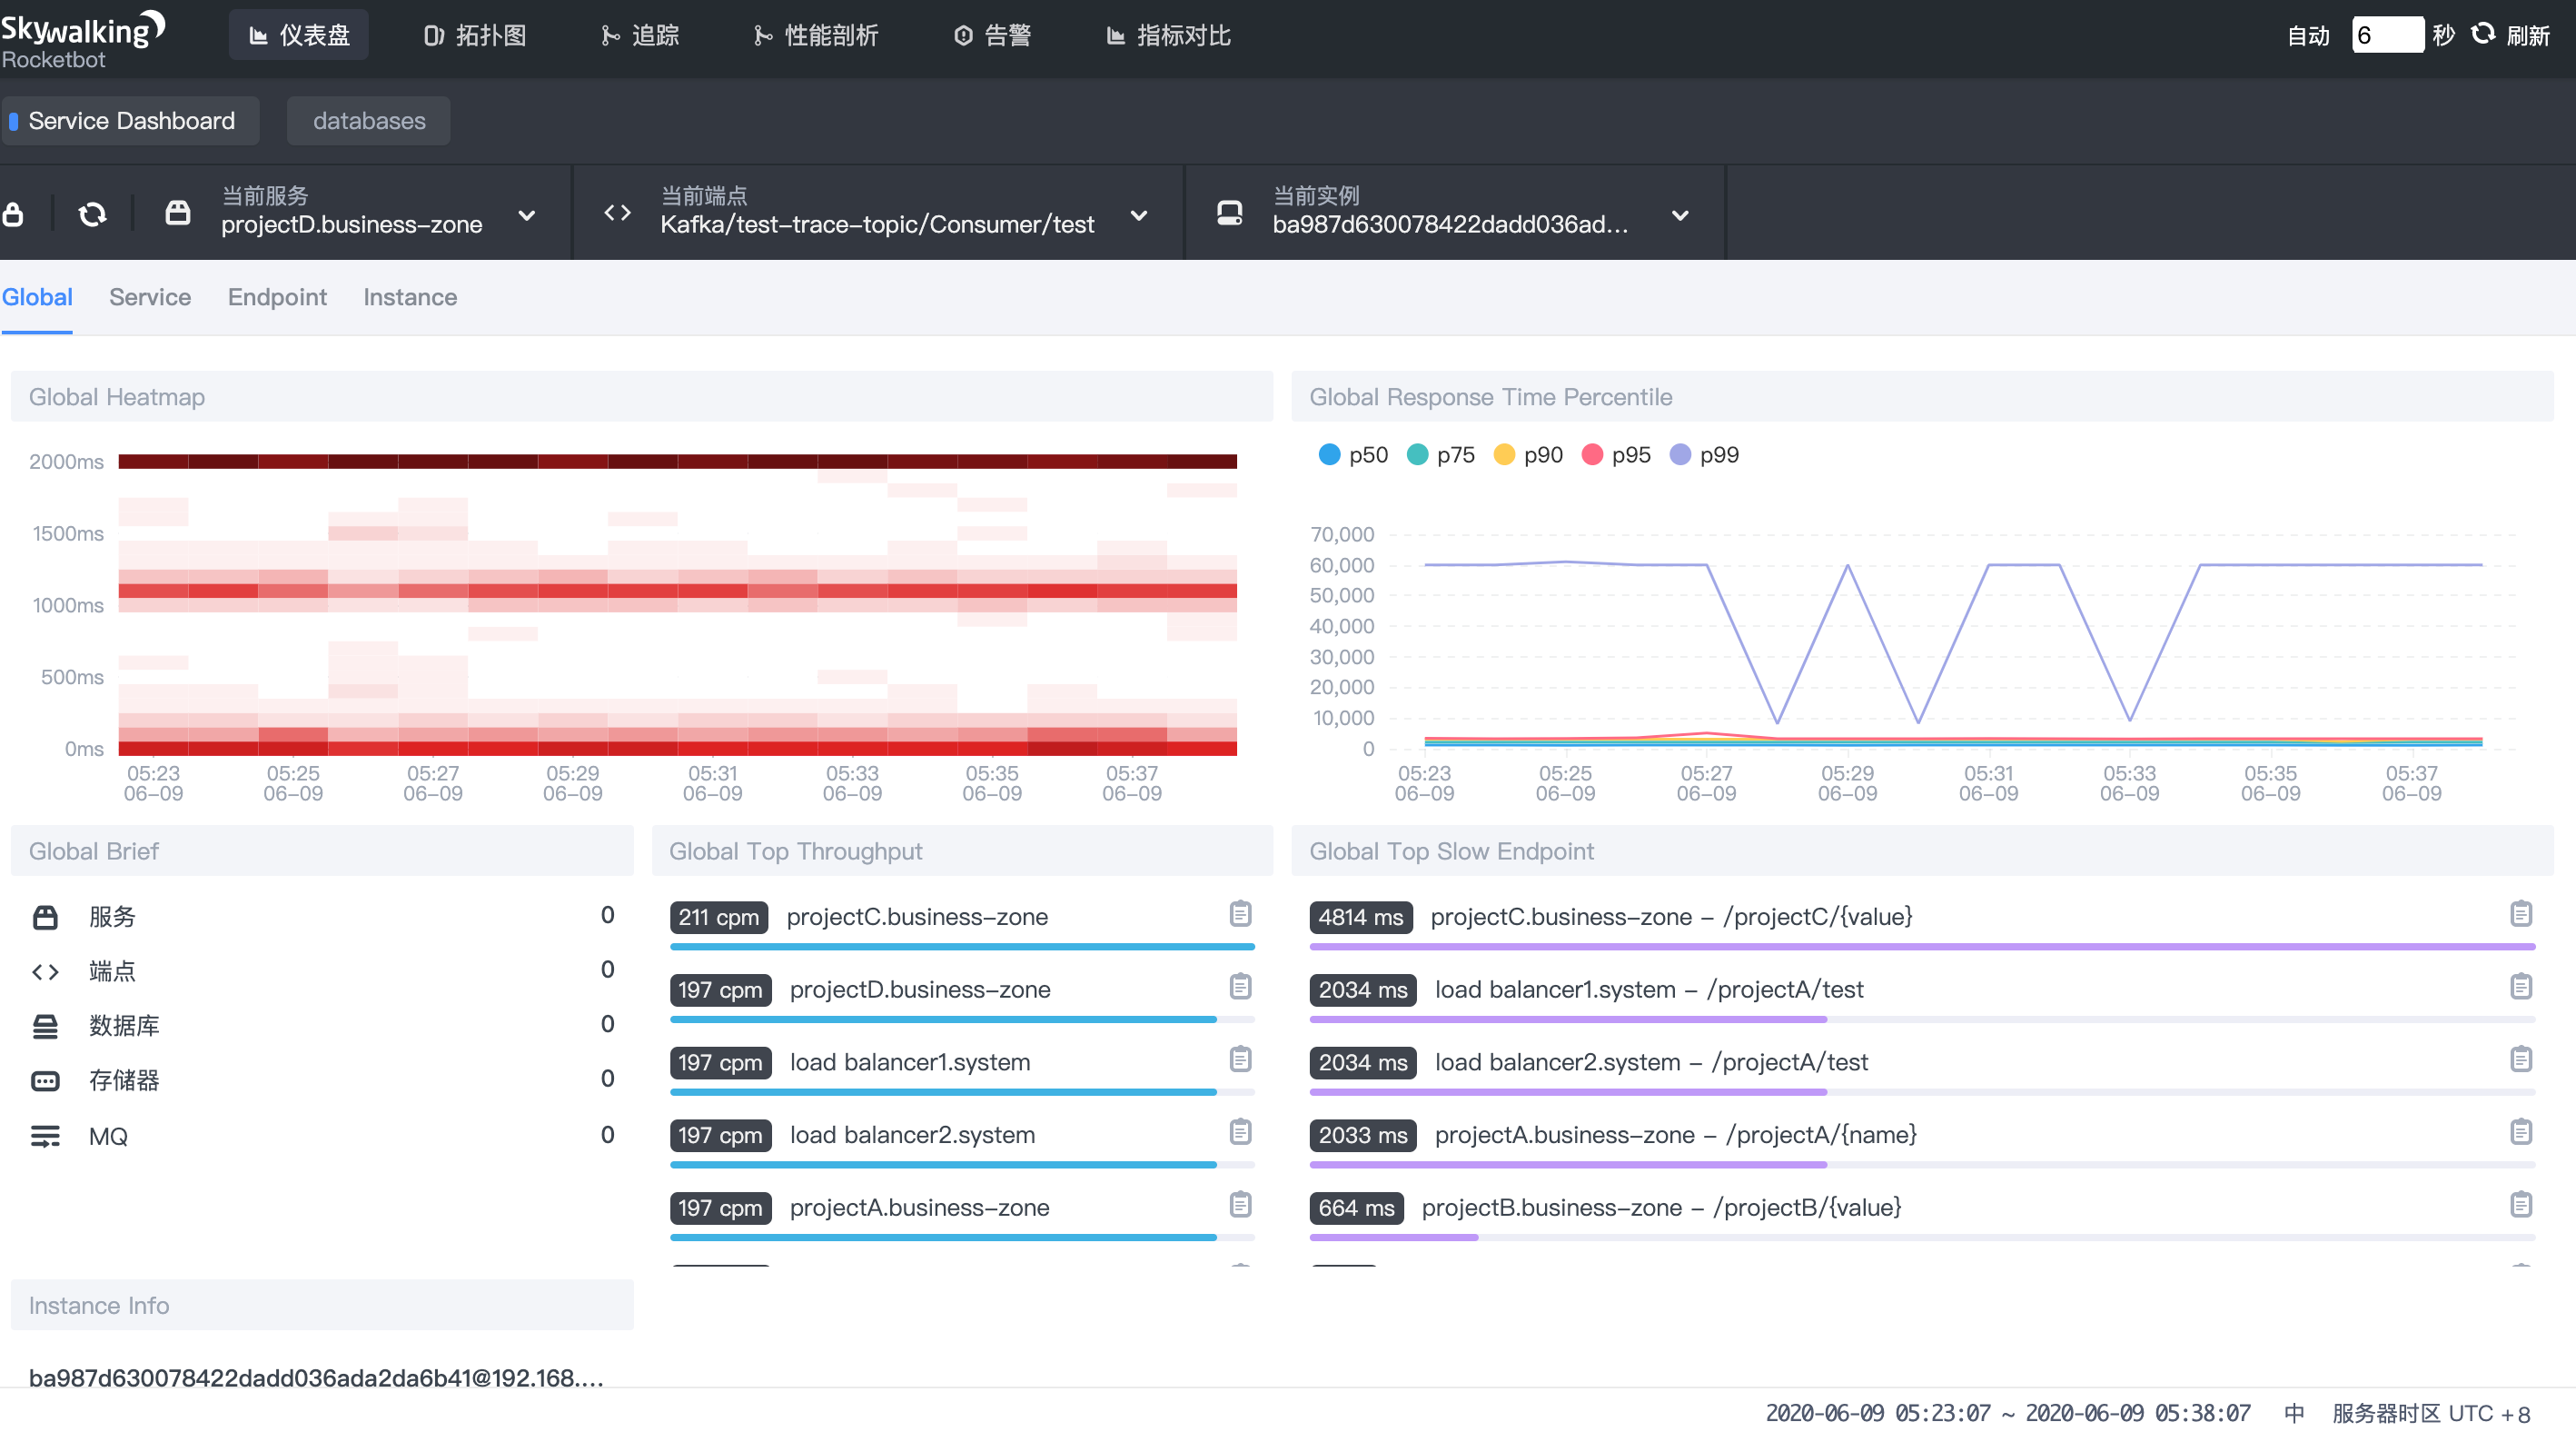 Skywalking
Rocketbot
仪表盘
拓扑图
追踪
性能剖析
告警
指标对比
自动 6 秒 刷新
Service Dashboard
databases
当前服务
projectD.business-zone
当前端点
Kafka/test-trace-topic/Consumer/test
当前实例
ba987d630078422dadd036ad...
Global Service Endpoint Instance
Global Heatmap
2000ms
1500ms
1000ms
500ms
0ms
05:23 05:25 05:27 05:29 05:31 05:33 05:35 05:37
06-09 06-09 06-09 06-09 06-09 06-09 06-09 06-09
Global Response Time Percentile
p50 p75 p90 p95 p99
70,000
60,000
50,000
40,000
30,000
20,000
10,000
0
05:23 05:25 05:27 05:29 05:31 05:33 05:35 05:37
06-09 06-09 06-09 06-09 06-09 06-09 06-09 06-09
Global Brief
服务 0
端点 0
数据库 0
存储器 0
MQ 0
Global Top Throughput
211 cpm projectC.business-zone
197 cpm projectD.business-zone
197 cpm load balancer1.system
197 cpm load balancer2.system
197 cpm projectA.business-zone
Global Top Slow Endpoint
4814 ms projectC.business-zone - /projectC/{value}
2034 ms load balancer1.system - /projectA/test
2034 ms load balancer2.system - /projectA/test
2033 ms projectA.business-zone - /projectA/{name}
664 ms projectB.business-zone - /projectB/{value}
Instance Info
ba987d630078422dadd036ada2da6b41@192.168....
2020-06-09 05:23:07 ~ 2020-06-09 05:38:07 中 服务器时区 UTC +8